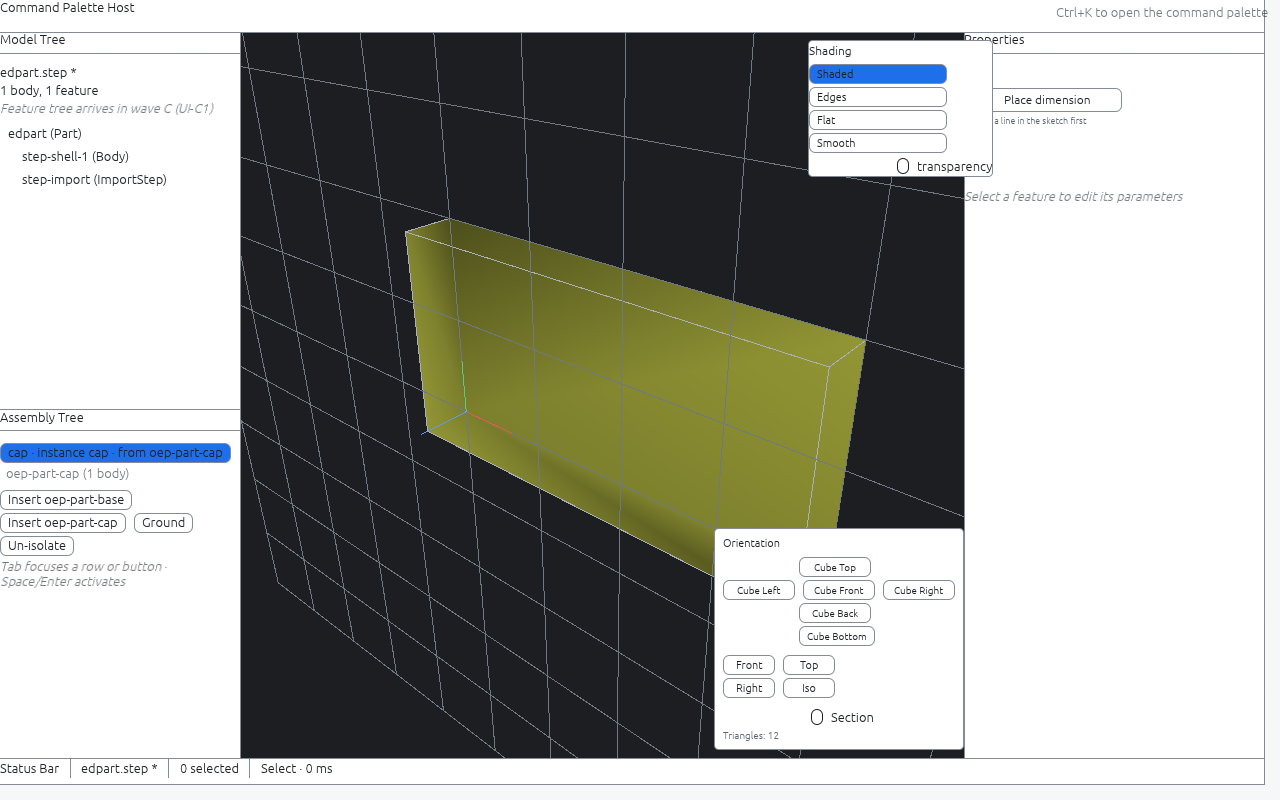 Command Palette Host
Ctrl+K to open the command palette
Model Tree
edpart.step *
1 body, 1 feature
Feature tree arrives in wave C (UI-C1)
edpart (Part)
step-shell-1 (Body)
step-import (ImportStep)
Assembly Tree
cap · instance cap · from oep-part-cap
oep-part-cap (1 body)
Insert oep-part-base
Insert oep-part-cap
Ground
Un-isolate
Tab focuses a row or button ·
Space/Enter activates
Shading
Shaded
Edges
Flat
Smooth
transparency
Orientation
Cube Top
Cube Left
Cube Front
Cube Right
Cube Back
Cube Bottom
Front
Top
Right
Iso
Section
Triangles: 12
Properties
Place dimension
a line in the sketch first
Select a feature to edit its parameters
Status Bar
edpart.step *
0 selected
Select · 0 ms